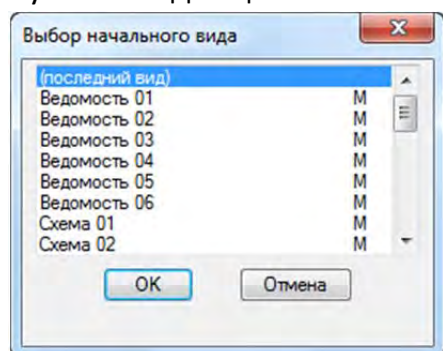 Выбор начального вида
(последний вид)
Ведомость 01 М
Ведомость 02 М
Ведомость 03 М
Ведомость 04 М
Ведомость 05 М
Ведомость 06 М
Схема 01 М
Схема 02 М
OK Отмена